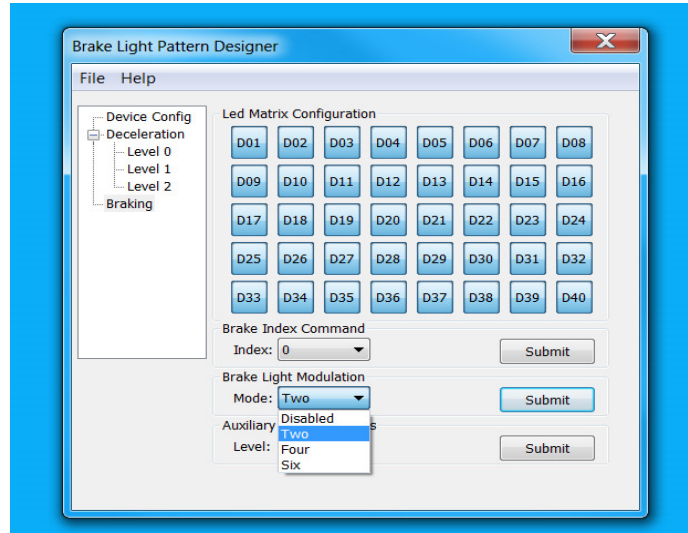 Brake Light Pattern Designer
X
File Help
Device Config
Deceleration
Level 0
Level 1
Level 2
Braking
Led Matrix Configuration
D01 D02 D03 D04 D05 D06 D07 D08
D09 D10 D11 D12 D13 D14 D15 D16
D17 D18 D19 D20 D21 D22 D23 D24
D25 D26 D27 D28 D29 D30 D31 D32
D33 D34 D35 D36 D37 D38 D39 D40
Brake Index Command
Index: 0 Submit
Brake Light Modulation
Mode: Two Submit
Disabled
Two
Four
Six
Auxiliary
Level: Submit